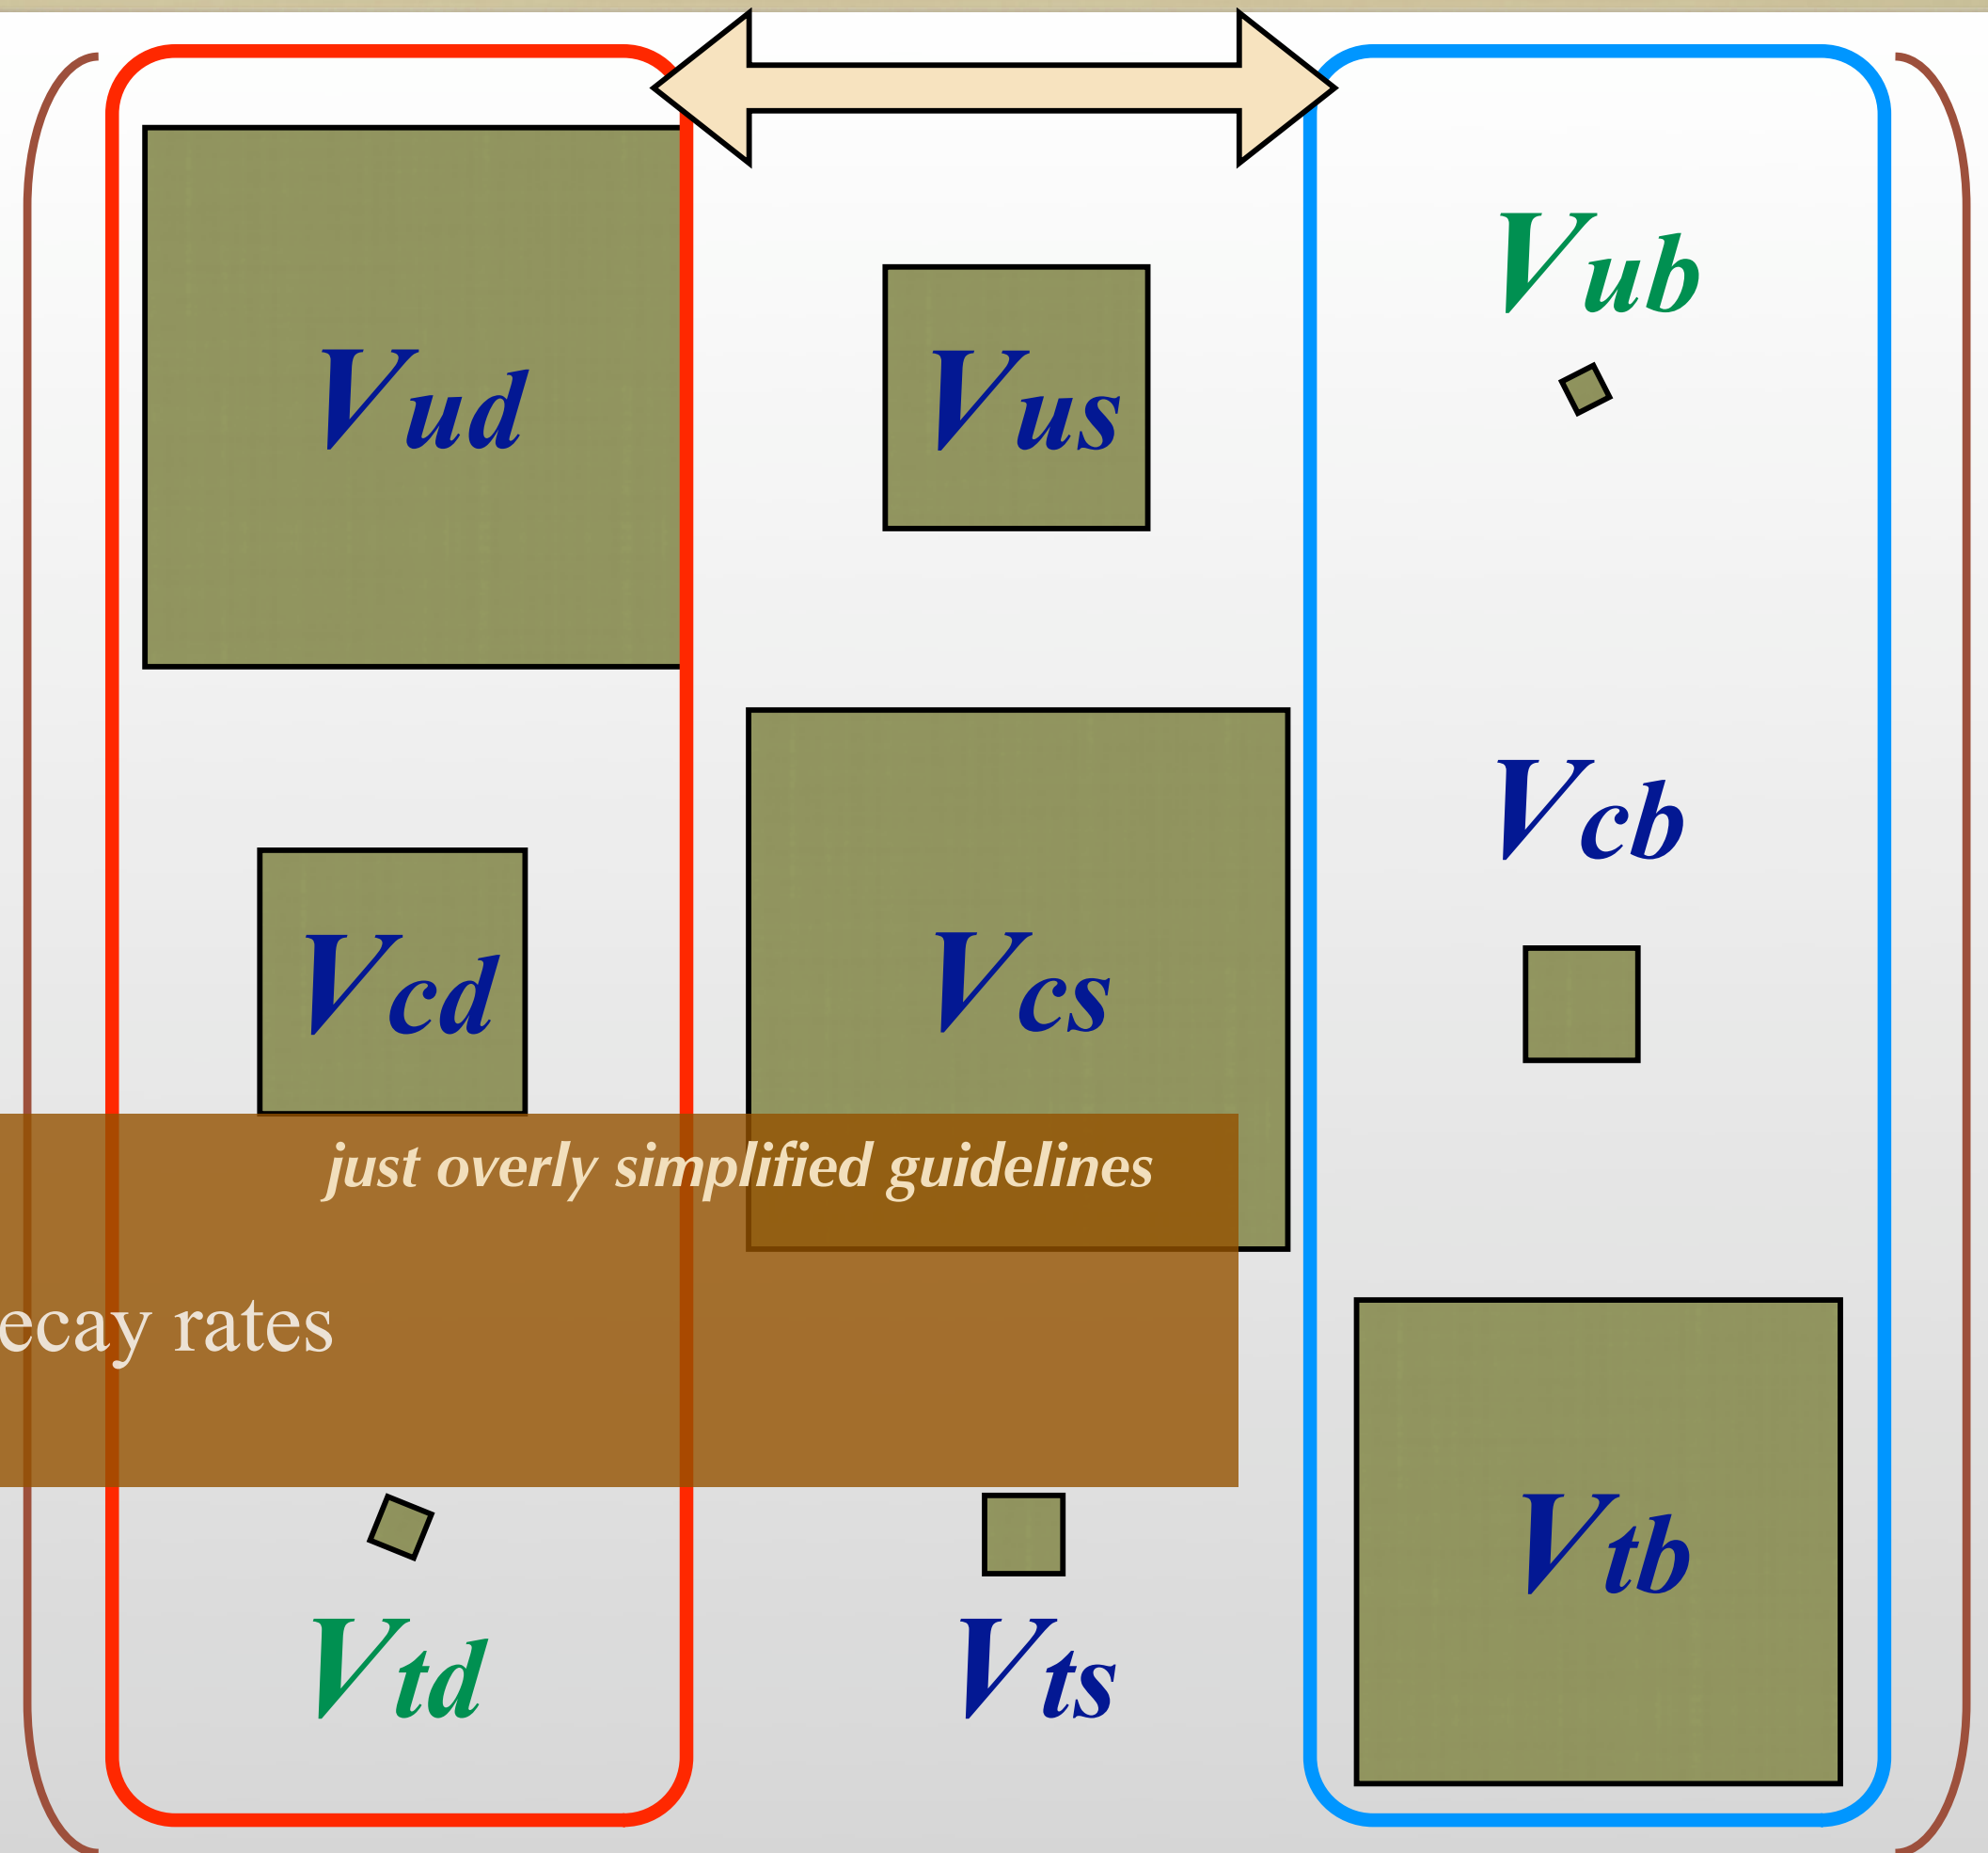 Vud Vus Vub
Vcd Vcs Vcb
just overly simplified guidelines
ecay rates
Vtd Vts Vtb